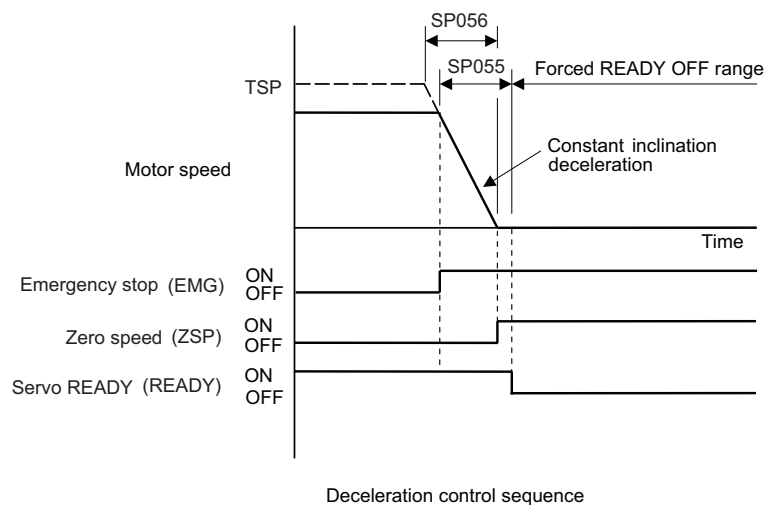 SP056
SP055
Forced READY OFF range
TSP
Constant inclination
deceleration
Motor speed
Time
Emergency stop (EMG)
ON
OFF
Zero speed (ZSP)
ON
OFF
Servo READY (READY)
ON
OFF
Deceleration control sequence